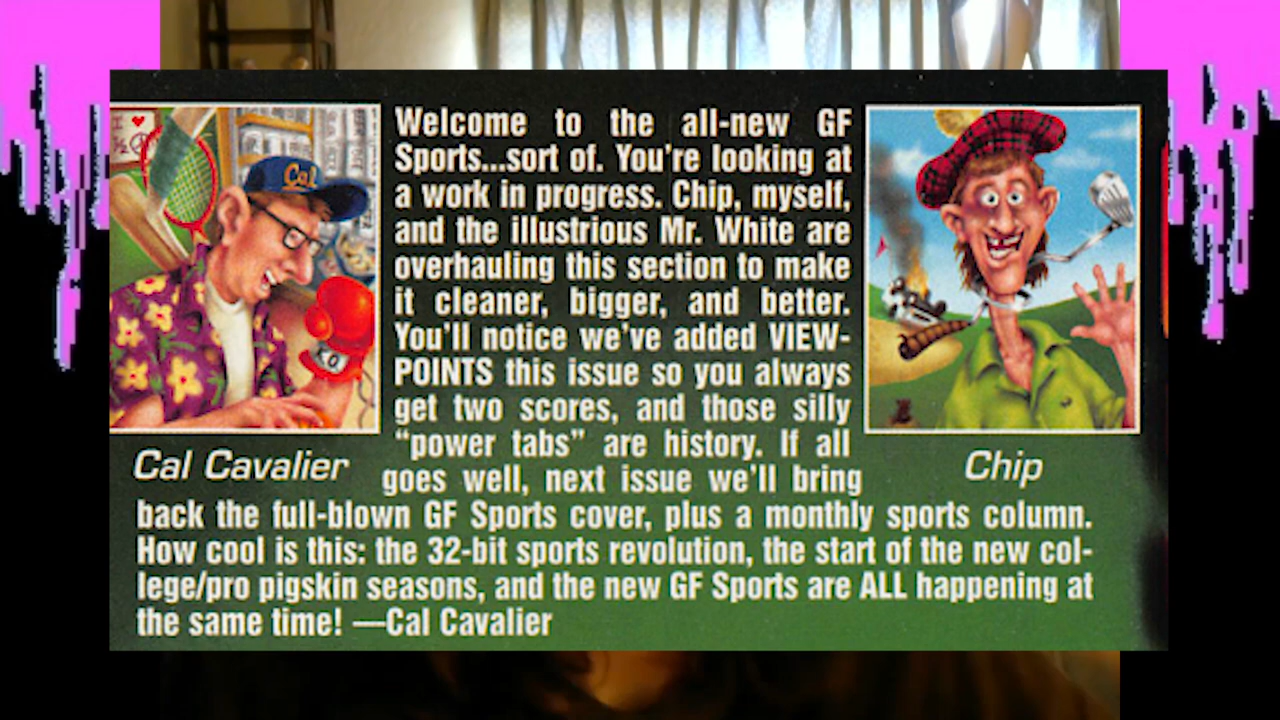 I ♥
½ ☮
Cal
KO
Welcome to the all-new GF
Sports...sort of. You're looking at
a work in progress. Chip, myself,
and the illustrious Mr. White are
overhauling this section to make
it cleaner, bigger, and better.
You'll notice we've added VIEW-
POINTS this issue so you always
get two scores, and those silly
“power tabs” are history. If all
goes well, next issue we'll bring
back the full-blown GF Sports cover, plus a monthly sports column.
How cool is this: the 32-bit sports revolution, the start of the new col-
lege/pro pigskin seasons, and the new GF Sports are ALL happening at
the same time! —Cal Cavalier
Cal Cavalier
Chip